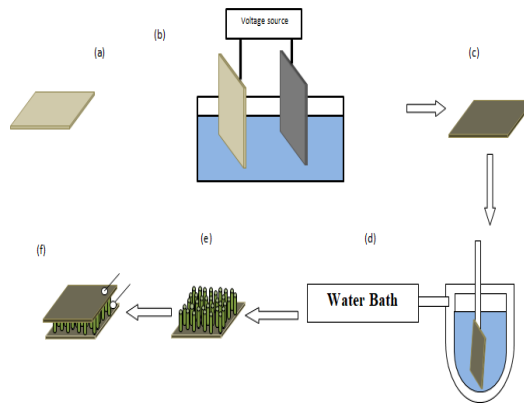 Voltage source
(a)
(b)
(c)
(f)
(e)
(d)
Water Bath